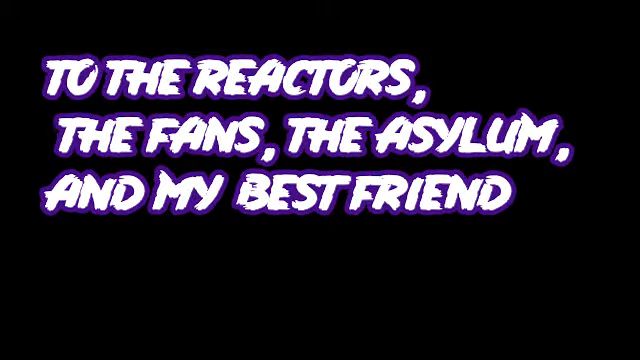 TO THE REACTORS,
THE FANS, THE ASYLUM,
AND MY BEST FRIEND